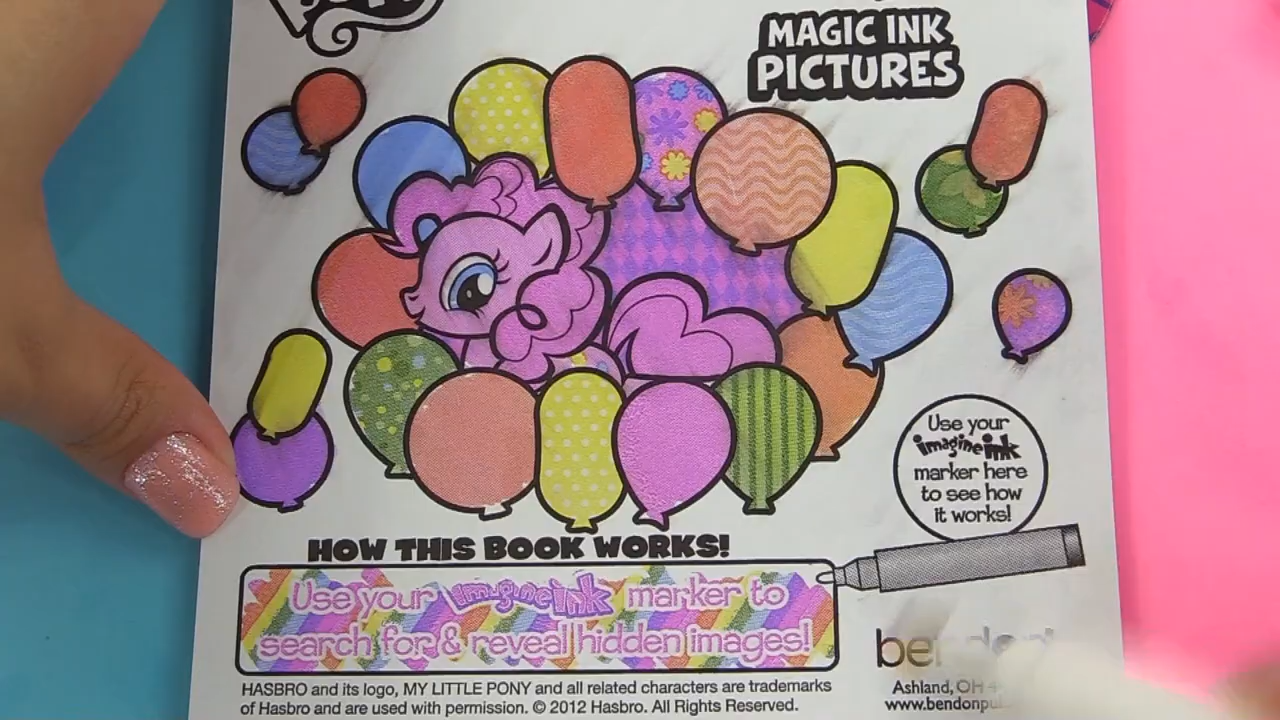 MAGIC INK
PICTURES
Use your
imagine ink
marker here
to see how
it works!
HOW THIS BOOK WORKS!
Use your imagine ink marker to
search for & reveal hidden images!
HASBRO and its logo, MY LITTLE PONY and all related characters are trademarks
of Hasbro and are used with permission. © 2012 Hasbro. All Rights Reserved.
Ashland, OH